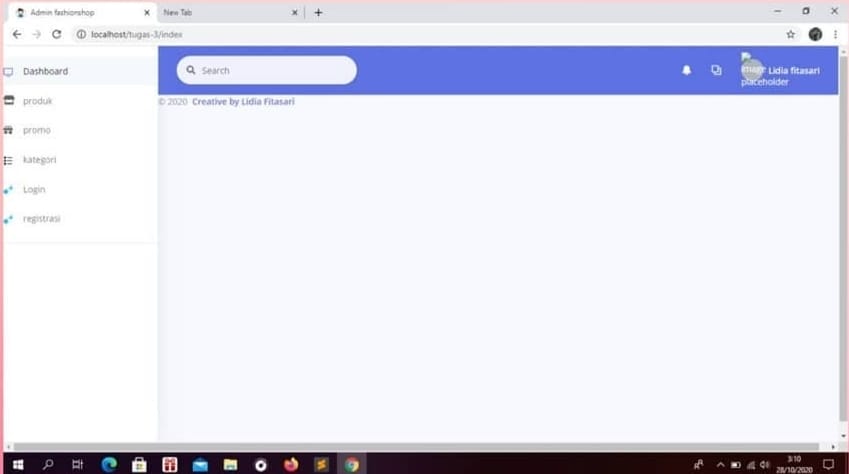 Admin fashionshop
New Tab
localhost/tugas-3/index
Dashboard
Search
Image placeholder
Lidia fitasari
produk
© 2020 Creative by Lidia Fitasari
promo
kategori
Login
registrasi
3/10
28/10/2020